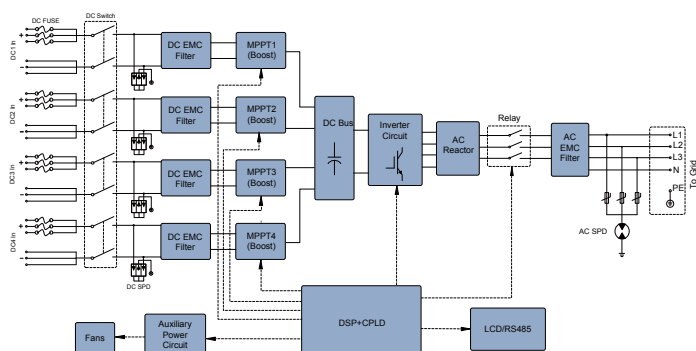 DC FUSE
DC Switch
DC1 In
+
−
DC EMC
Filter
MPPT1
(Boost)
DC2 In
+
−
DC EMC
Filter
MPPT2
(Boost)
DC3 In
+
−
DC EMC
Filter
MPPT3
(Boost)
DC4 In
+
−
DC EMC
Filter
MPPT4
(Boost)
DC SPD
DC Bus
Inverter
Circuit
AC
Reactor
Relay
AC
EMC
Filter
L1
L2
L3
N
PE
To Grid
AC SPD
DSP+CPLD
LCD/RS485
Auxiliary
Power
Circuit
Fans